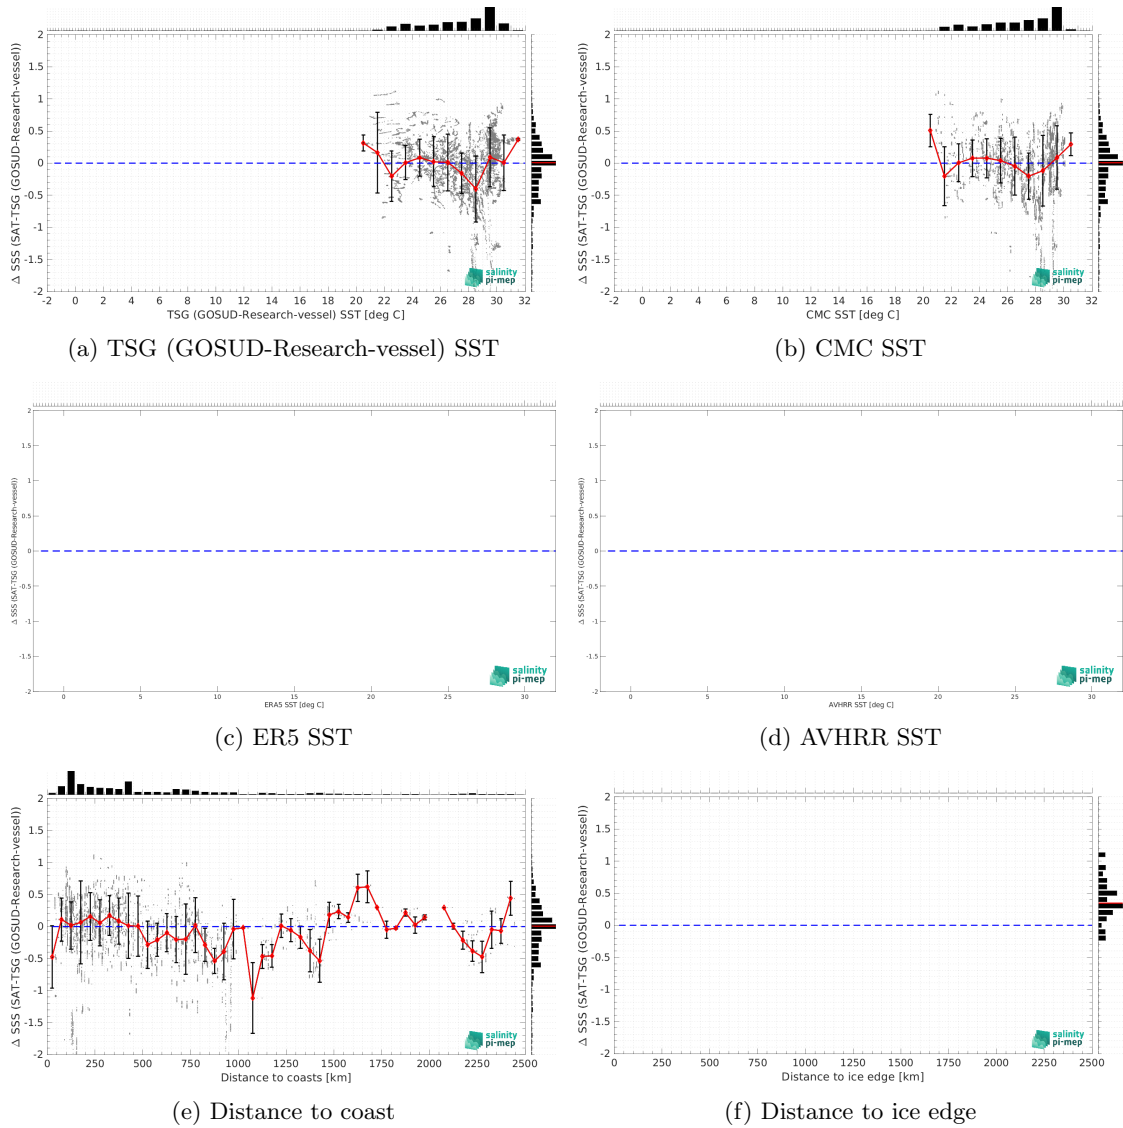 2
1.5
1
0.5
0
-0.5
-1
-1.5
-2
Δ SSS (SAT-TSG (GOSUD-Research-vessel))
-2 0 2 4 6 8 10 12 14 16 18 20 22 24 26 28 30 32
TSG (GOSUD-Research-vessel) SST [deg C]
salinity
pi-mep
(a) TSG (GOSUD-Research-vessel) SST
2
1.5
1
0.5
0
-0.5
-1
-1.5
-2
Δ SSS (SAT-TSG (GOSUD-Research-vessel))
-2 0 2 4 6 8 10 12 14 16 18 20 22 24 26 28 30 32
CMC SST [deg C]
salinity
pi-mep
(b) CMC SST
2
1.5
1
0.5
0
-0.5
-1
-1.5
-2
Δ SSS (SAT-TSG (GOSUD-Research-vessel))
0 5 10 15 20 25 30
ERA5 SST [deg C]
salinity
pi-mep
(c) ER5 SST
2
1.5
1
0.5
0
-0.5
-1
-1.5
-2
Δ SSS (SAT-TSG (GOSUD-Research-vessel))
0 5 10 15 20 25 30
AVHRR SST [deg C]
salinity
pi-mep
(d) AVHRR SST
2
1.5
1
0.5
0
-0.5
-1
-1.5
-2
Δ SSS (SAT-TSG (GOSUD-Research-vessel))
0 250 500 750 1000 1250 1500 1750 2000 2250 2500
Distance to coasts [km]
salinity
pi-mep
(e) Distance to coast
2
1.5
1
0.5
0
-0.5
-1
-1.5
-2
Δ SSS (SAT-TSG (GOSUD-Research-vessel))
0 250 500 750 1000 1250 1500 1750 2000 2250 2500
Distance to ice edge [km]
salinity
pi-mep
(f) Distance to ice edge